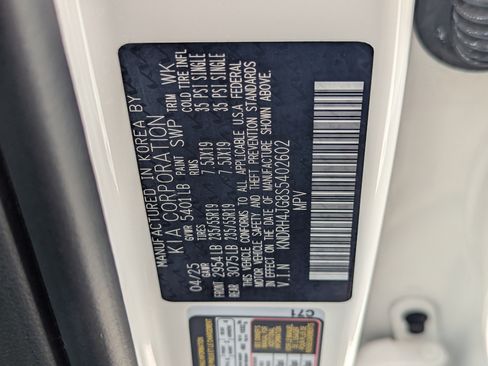 MANUFACTURED IN KOREA BY
KIA CORPORATION
04/25 GVWR 5401LB PAINT SWP TRIM WK
GAWR RIMS COLD TIRE INFL
FRONT 2954LB 235/55R19 7.5JX19 35 PSI SINGLE
REAR 3075LB 235/55R19 7.5JX19 35 PSI SINGLE
THIS VEHICLE CONFORMS TO ALL APPLICABLE U.S.A FEDERAL
MOTOR VEHICLE SAFETY AND THEFT PREVENTION STANDARDS
IN EFFECT ON THE DATE OF MANUFACTURE SHOWN ABOVE.
V.I.N KNDRH4JG8S5402602
MPV
C71